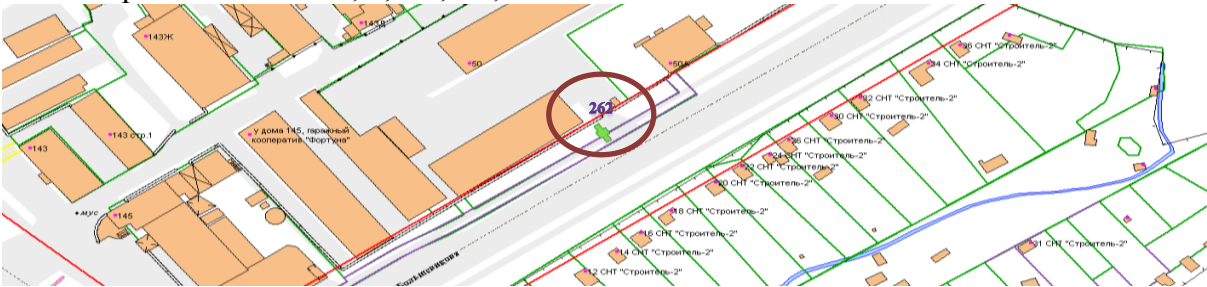 143Ж
143Д
50
50А
262
36 СНТ "Строитель-2"
34 СНТ "Строитель-2"
32 СНТ "Строитель-2"
30 СНТ "Строитель-2"
26 СНТ "Строитель-2"
24 СНТ "Строитель-2"
22 СНТ "Строитель-2"
20 СНТ "Строитель-2"
18 СНТ "Строитель-2"
16 СНТ "Строитель-2"
14 СНТ "Строитель-2"
12 СНТ "Строитель-2"
31 СНТ "Строитель-2"
143 стр.1
143
у дома 145, гаражный
кооператив "Фортуна"
мус
145